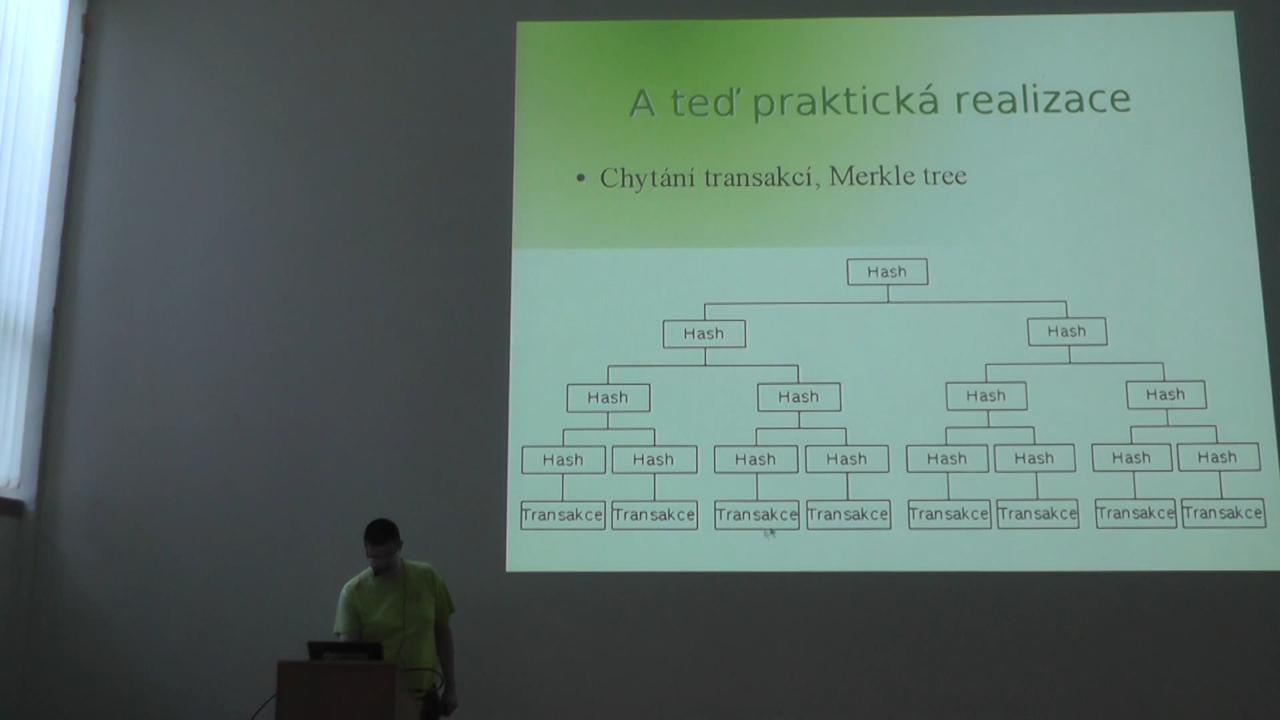 A teď praktická realizace
• Chytání transakcí, Merkle tree
Hash
Hash Hash
Hash Hash Hash Hash
Hash Hash Hash Hash Hash Hash Hash Hash
Transakce Transakce Transakce Transakce Transakce Transakce Transakce Transakce